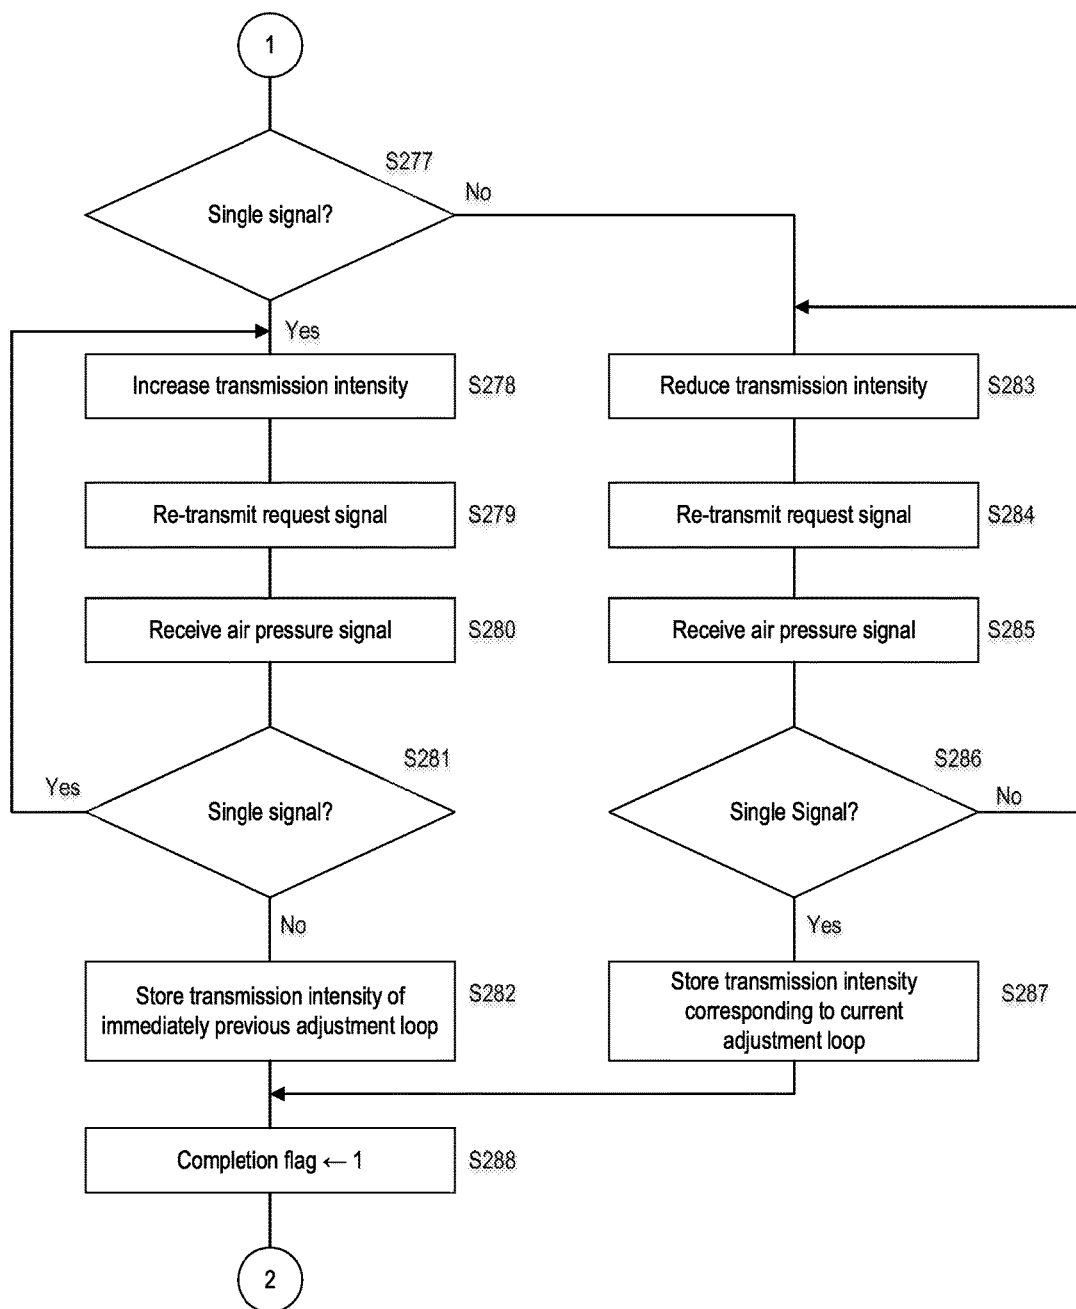 1
S277
Single signal?
No
Yes
Increase transmission intensity
S278
Re-transmit request signal
S279
Receive air pressure signal
S280
S281
Yes
Single signal?
No
Store transmission intensity of
immediately previous adjustment loop
S282
Reduce transmission intensity
S283
Re-transmit request signal
S284
Receive air pressure signal
S285
S286
Single Signal?
No
Yes
Store transmission intensity
corresponding to current
adjustment loop
S287
Completion flag ← 1
S288
2